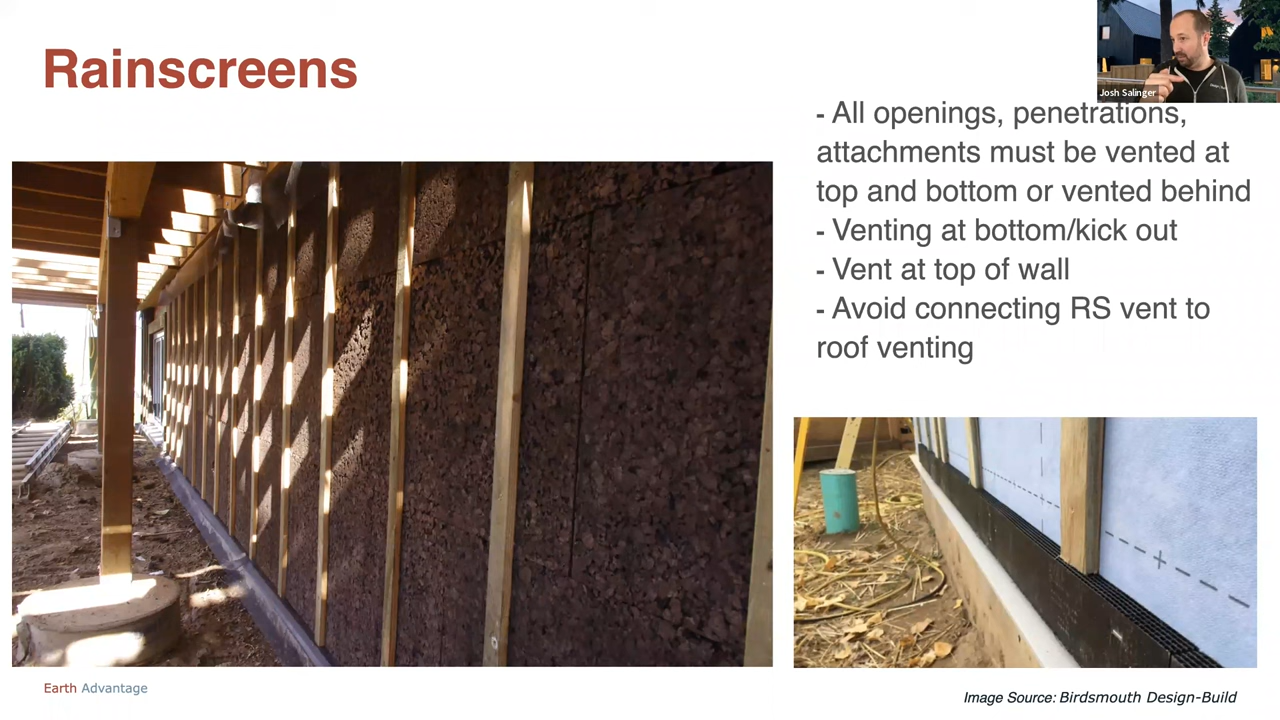 Rainscreens
Josh Salinger
- All openings, penetrations,
attachments must be vented at
top and bottom or vented behind
- Venting at bottom/kick out
- Vent at top of wall
- Avoid connecting RS vent to
roof venting
Earth Advantage
Image Source: Birdsmouth Design-Build